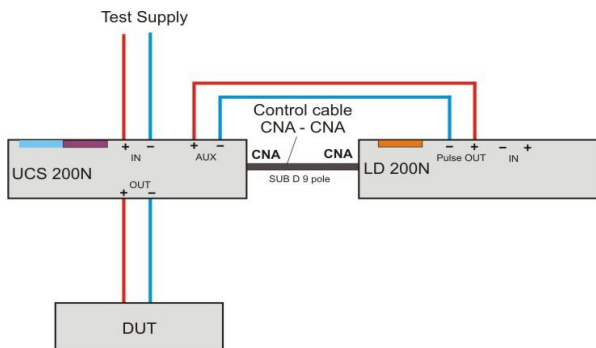 Test Supply
Control cable
CNA - CNA
+ − + −
IN AUX
CNA CNA
− + − +
Pulse OUT IN
UCS 200N
LD 200N
SUB D 9 pole
OUT
+ −
DUT